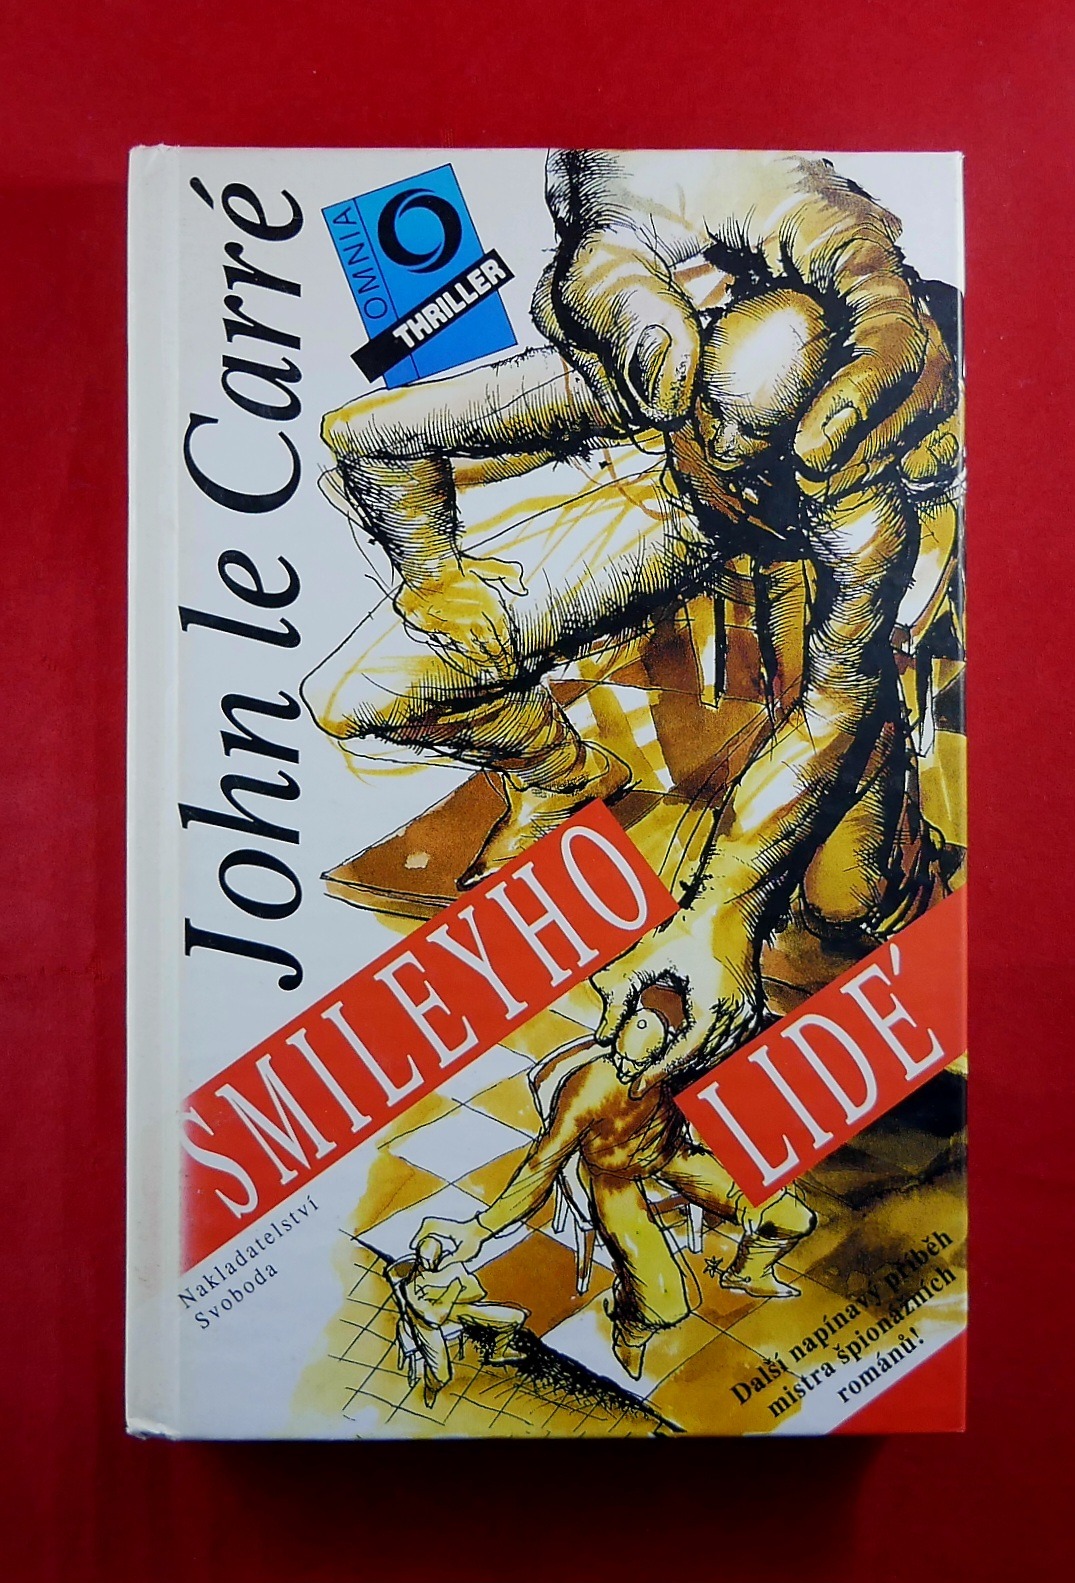 John le Carré
OMNIA
THRILLER
SMILEYHO
LIDÉ
Nakladatelství
Svoboda
Další napínavý příběh
mistra špionážních
románů!